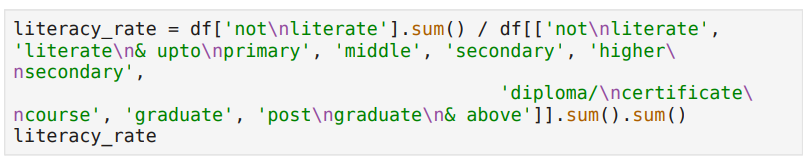 literacy_rate = df['not\nliterate'].sum() / df[['not\nliterate',
'literate\n& upto\nprimary', 'middle', 'secondary', 'higher\
nsecondary',
'diploma/\ncertificate\
ncourse', 'graduate', 'post\ngraduate\n& above']].sum().sum()
literacy_rate